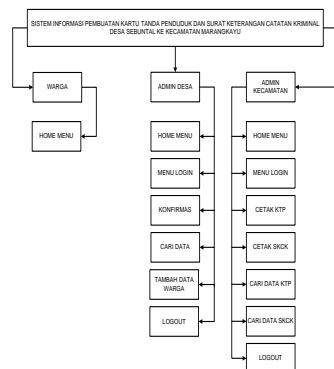 SISTEM INFORMASI PEMBUATAN KARTU TANDA PENDUDUK DAN SURAT KETERANGAN CATATAN KRIMINAL
DESA SEBUNTAL KE KECAMATAN MARANGKAYU
WARGA
HOME MENU
ADMIN DESA
HOME MENU
MENU LOGIN
KONFIRMAS
CARI DATA
TAMBAH DATA
WARGA
LOGOUT
ADMIN
KECAMATAN
HOME MENU
MENU LOGIN
CETAK KTP
CETAK SKCK
CARI DATA KTP
CARI DATA SKCK
LOGOUT